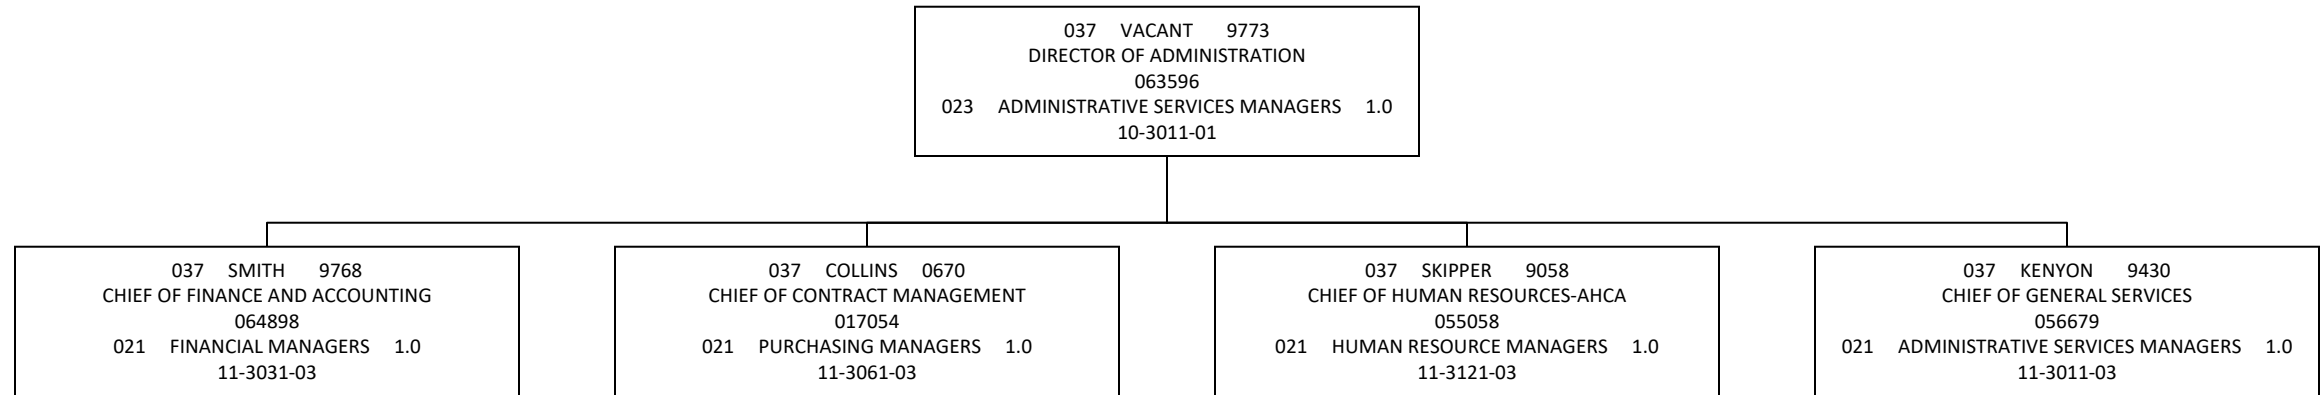 037 VACANT 9773
DIRECTOR OF ADMINISTRATION
063596
023 ADMINISTRATIVE SERVICES MANAGERS 1.0
10-3011-01
037 SMITH 9768
CHIEF OF FINANCE AND ACCOUNTING
064898
021 FINANCIAL MANAGERS 1.0
11-3031-03
037 COLLINS 0670
CHIEF OF CONTRACT MANAGEMENT
017054
021 PURCHASING MANAGERS 1.0
11-3061-03
037 SKIPPER 9058
CHIEF OF HUMAN RESOURCES-AHCA
055058
021 HUMAN RESOURCE MANAGERS 1.0
11-3121-03
037 KENYON 9430
CHIEF OF GENERAL SERVICES
056679
021 ADMINISTRATIVE SERVICES MANAGERS 1.0
11-3011-03